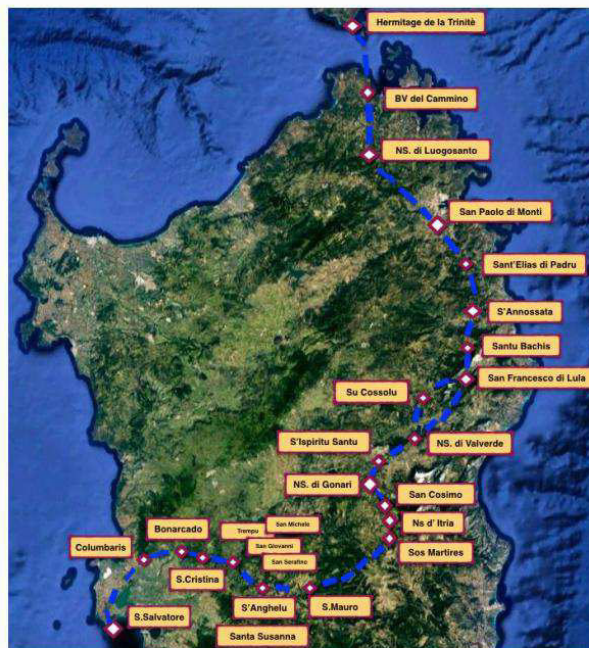 Hermitage de la Trinitè
BV del Cammino
NS. di Luogosanto
San Paolo di Monti
Sant'Elias di Padru
S'Annossata
Santu Bachis
San Francesco di Lula
Su Cossolu
NS. di Valverde
S'Ispiritu Santu
NS. di Gonari
San Cosimo
Ns d' Itria
Sos Martires
San Michele
Trempu
San Giovanni
San Serafino
Bonarcado
Columbaris
S.Cristina
S'Anghelu
S.Mauro
S.Salvatore
Santa Susanna